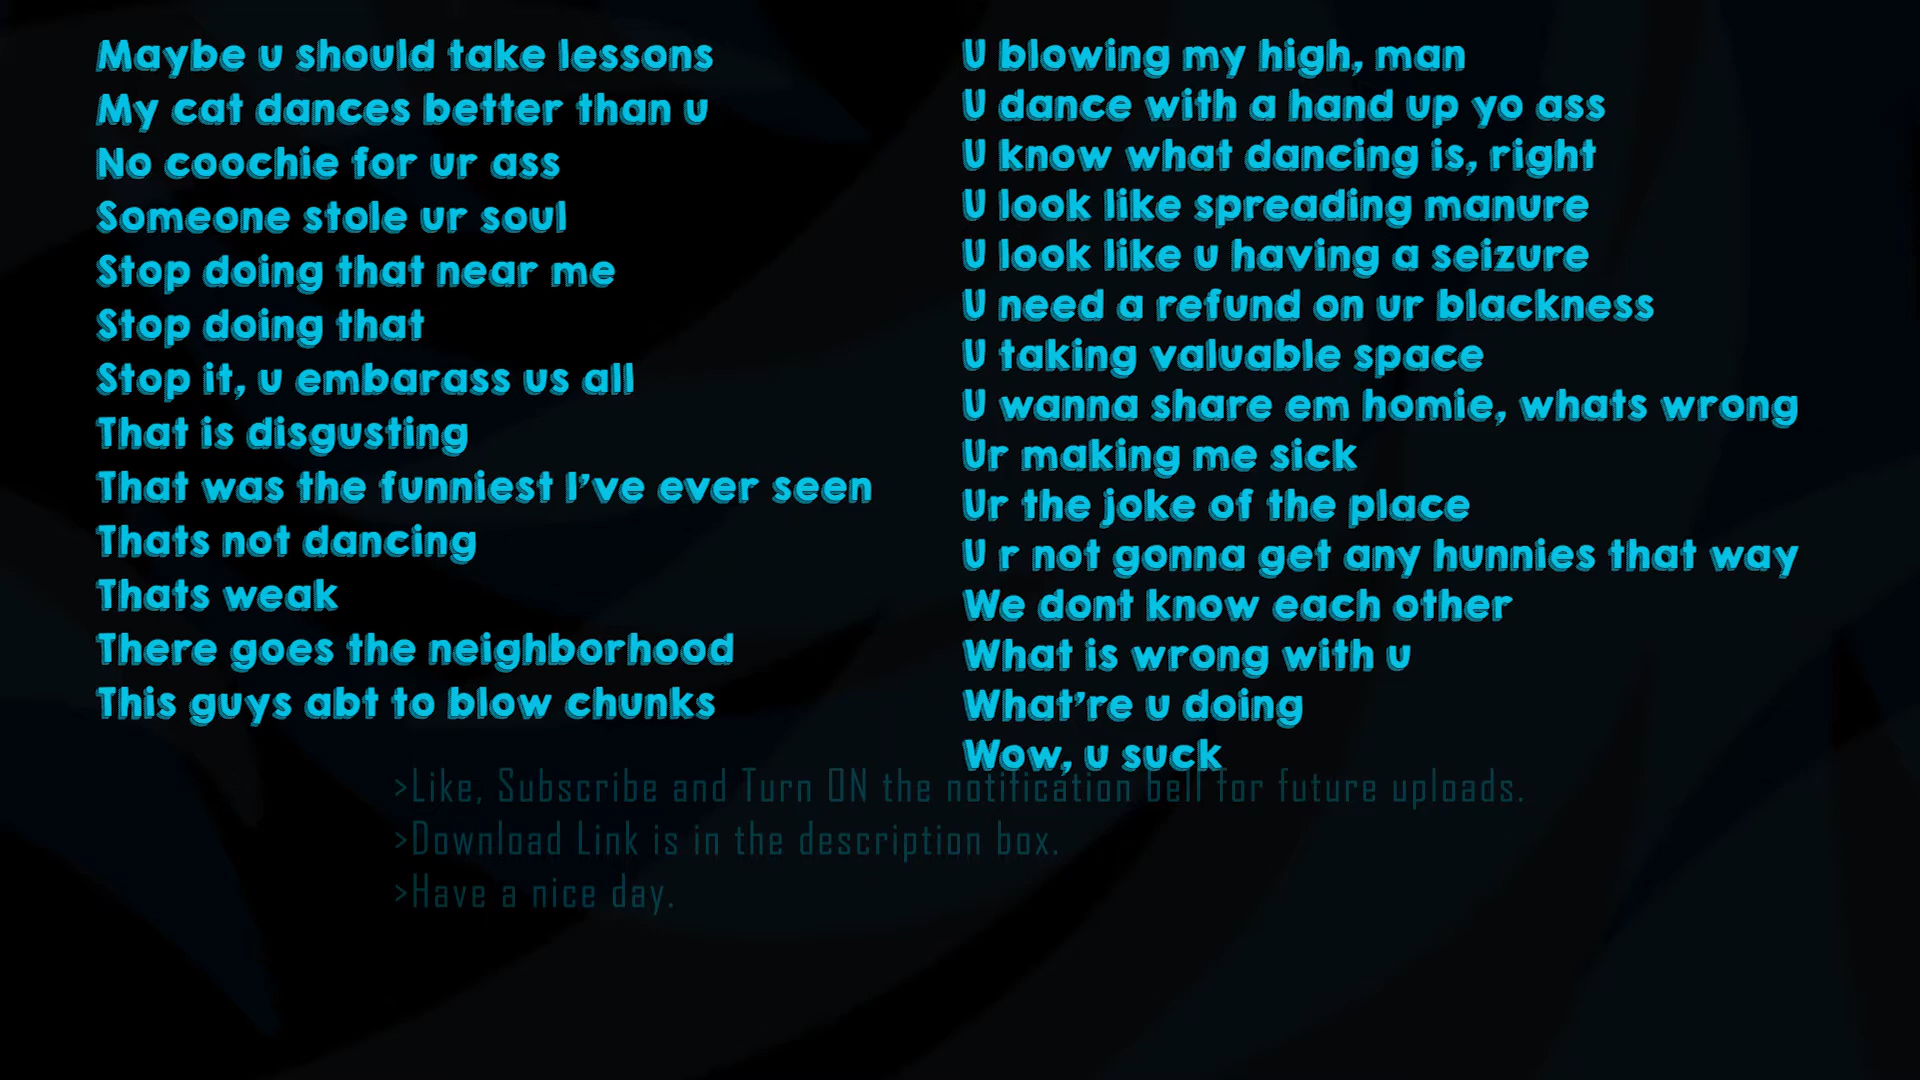 Maybe u should take lessons
My cat dances better than u
No coochie for ur ass
Someone stole ur soul
Stop doing that near me
Stop doing that
Stop it, u embarass us all
That is disgusting
That was the funniest I've ever seen
Thats not dancing
Thats weak
There goes the neighborhood
This guys abt to blow chunks
U blowing my high, man
U dance with a hand up yo ass
U know what dancing is, right
U look like spreading manure
U look like u having a seizure
U need a refund on ur blackness
U taking valuable space
U wanna share em homie, whats wrong
Ur making me sick
Ur the joke of the place
U r not gonna get any hunnies that way
We dont know each other
What is wrong with u
What're u doing
Wow, u suck
>Like, Subscribe and Turn ON the notification bell for future uploads.
>Download Link is in the description box.
>Have a nice day.